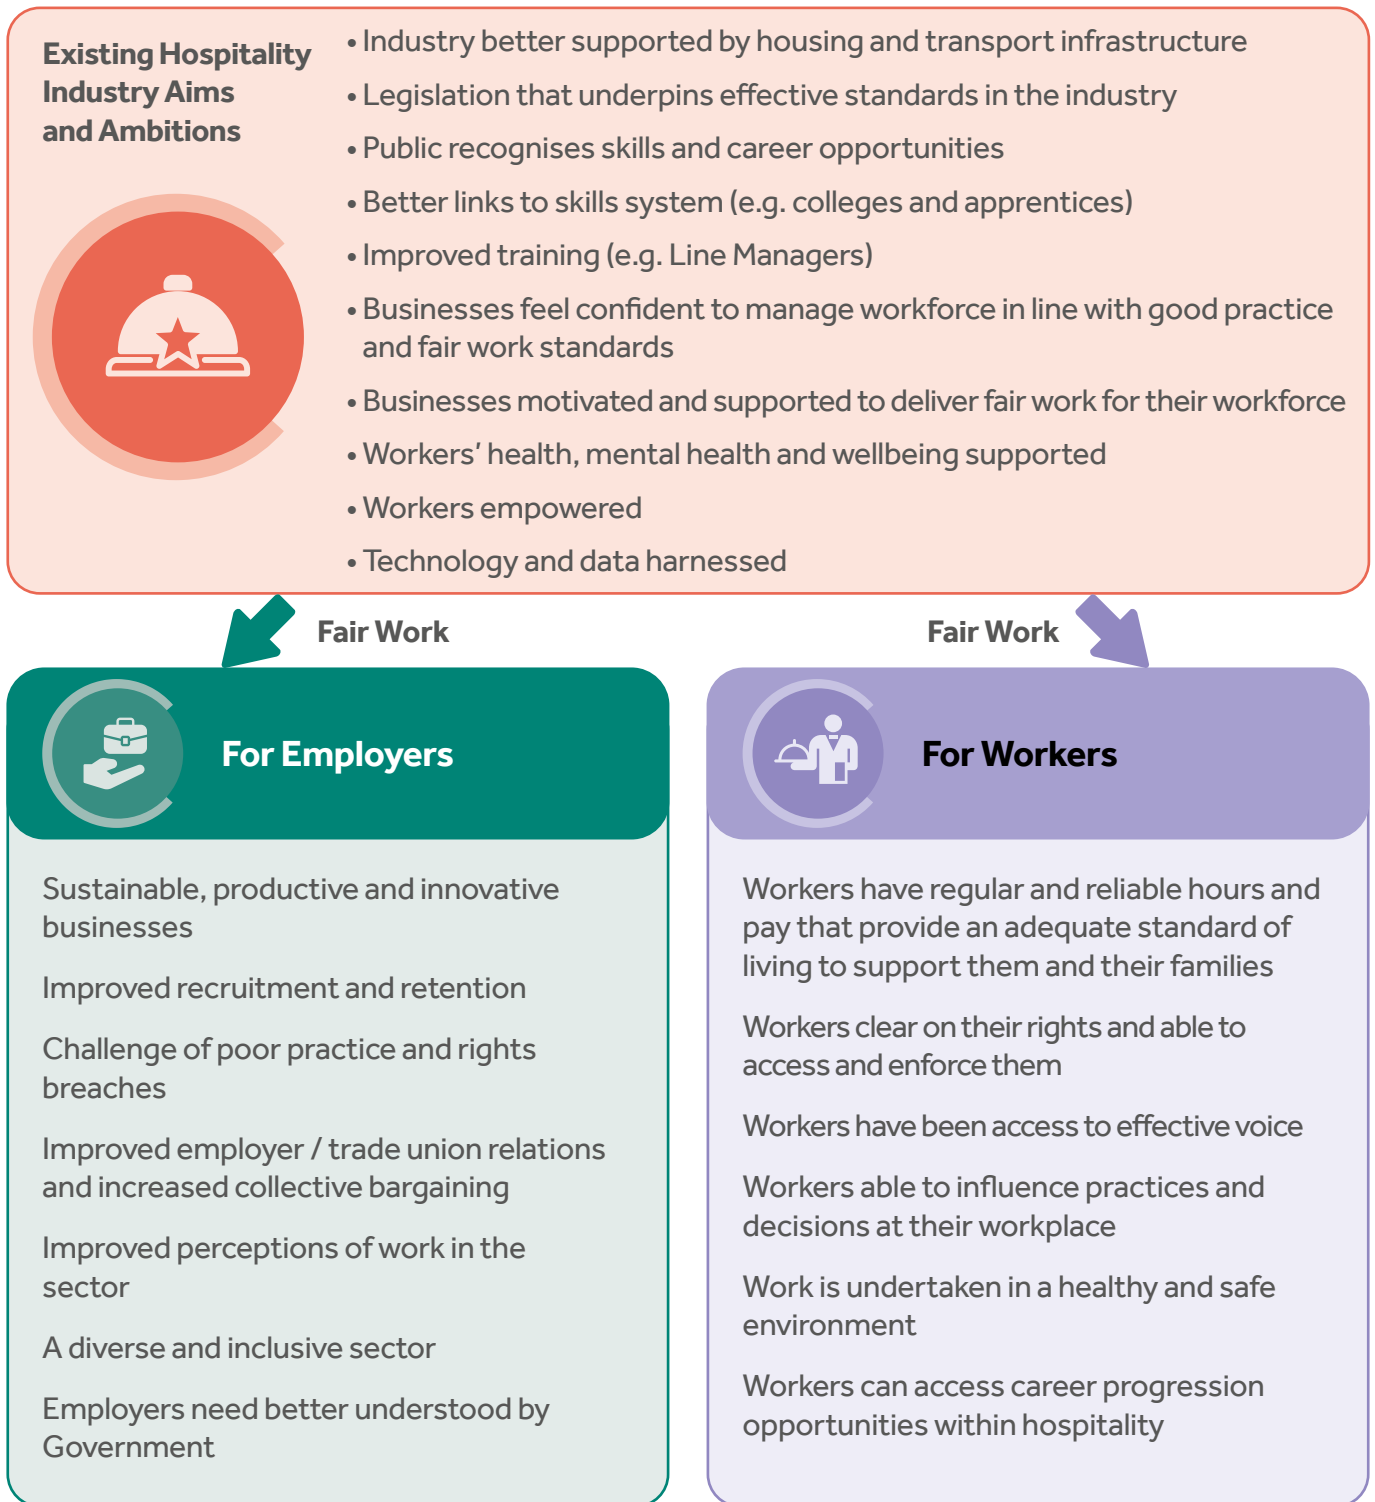 Existing Hospitality
Industry Aims
and Ambitions
• Industry better supported by housing and transport infrastructure
• Legislation that underpins effective standards in the industry
• Public recognises skills and career opportunities
• Better links to skills system (e.g. colleges and apprentices)
• Improved training (e.g. Line Managers)
• Businesses feel confident to manage workforce in line with good practice
and fair work standards
• Businesses motivated and supported to deliver fair work for their workforce
• Workers’ health, mental health and wellbeing supported
• Workers empowered
• Technology and data harnessed
Fair Work
Fair Work
For Employers
Sustainable, productive and innovative
businesses
Improved recruitment and retention
Challenge of poor practice and rights
breaches
Improved employer / trade union relations
and increased collective bargaining
Improved perceptions of work in the
sector
A diverse and inclusive sector
Employers need better understood by
Government
For Workers
Workers have regular and reliable hours and
pay that provide an adequate standard of
living to support them and their families
Workers clear on their rights and able to
access and enforce them
Workers have been access to effective voice
Workers able to influence practices and
decisions at their workplace
Work is undertaken in a healthy and safe
environment
Workers can access career progression
opportunities within hospitality